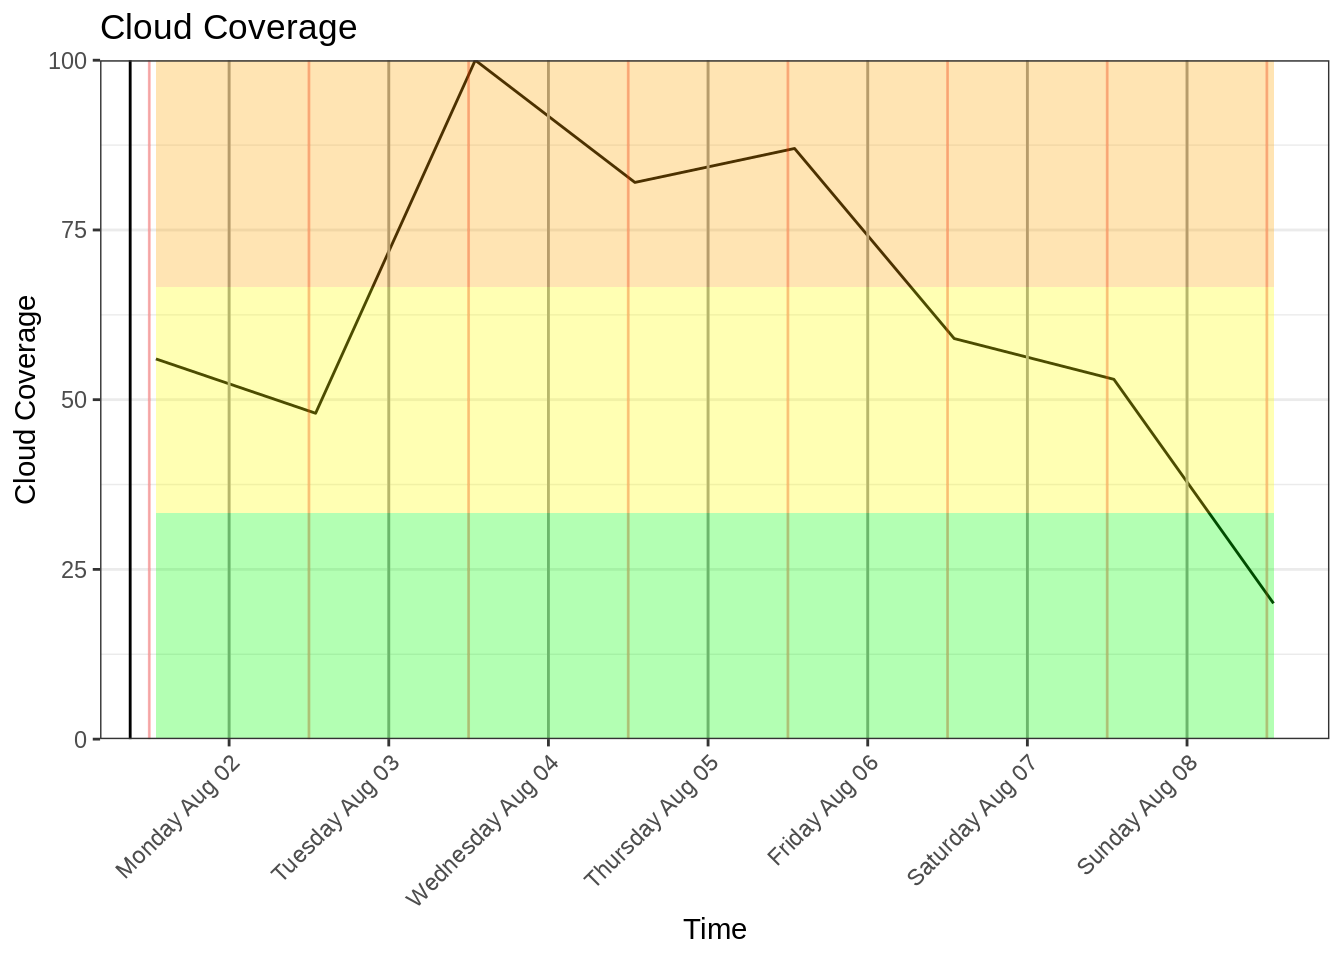 Cloud Coverage
100
75
50
25
0
Cloud Coverage
Monday Aug 02
Tuesday Aug 03
Wednesday Aug 04
Thursday Aug 05
Friday Aug 06
Saturday Aug 07
Sunday Aug 08
Time